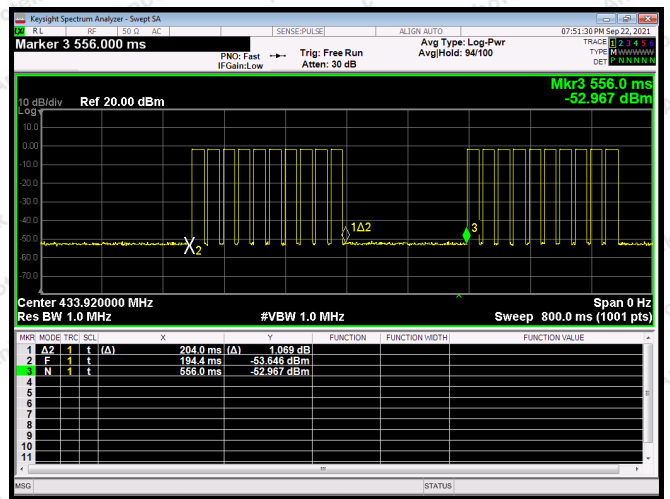 Keysight Spectrum Analyzer - Swept SA
RL RF 50 Ω AC SENSE:PULSE ALIGN AUTO 07:51:30 PM Sep 22, 2021
Marker 3 556.000 ms
PNO: Fast
IFGain:Low
Trig: Free Run
Atten: 30 dB
Avg Type: Log-Pwr
Avg|Hold: 94/100
TRACE 1 2 3 4 5 6
TYPE M WWWWW
DET P N N N N N
Mkr3 556.0 ms
-52.967 dBm
10 dB/div Ref 20.00 dBm
Log
10.0
0.00
-10.0
-20.0
-30.0
-40.0
-50.0
-60.0
-70.0
X2
1Δ2
3
Center 433.920000 MHz Span 0 Hz
Res BW 1.0 MHz #VBW 1.0 MHz Sweep 800.0 ms (1001 pts)
MKR MODE TRC SCL X Y FUNCTION FUNCTION WIDTH FUNCTION VALUE
1 Δ2 1 t (Δ) 204.0 ms (Δ) 1.069 dB
2 F 1 t 194.4 ms -53.646 dBm
3 N 1 t 556.0 ms -52.967 dBm
4
5
6
7
8
9
10
11
MSG STATUS